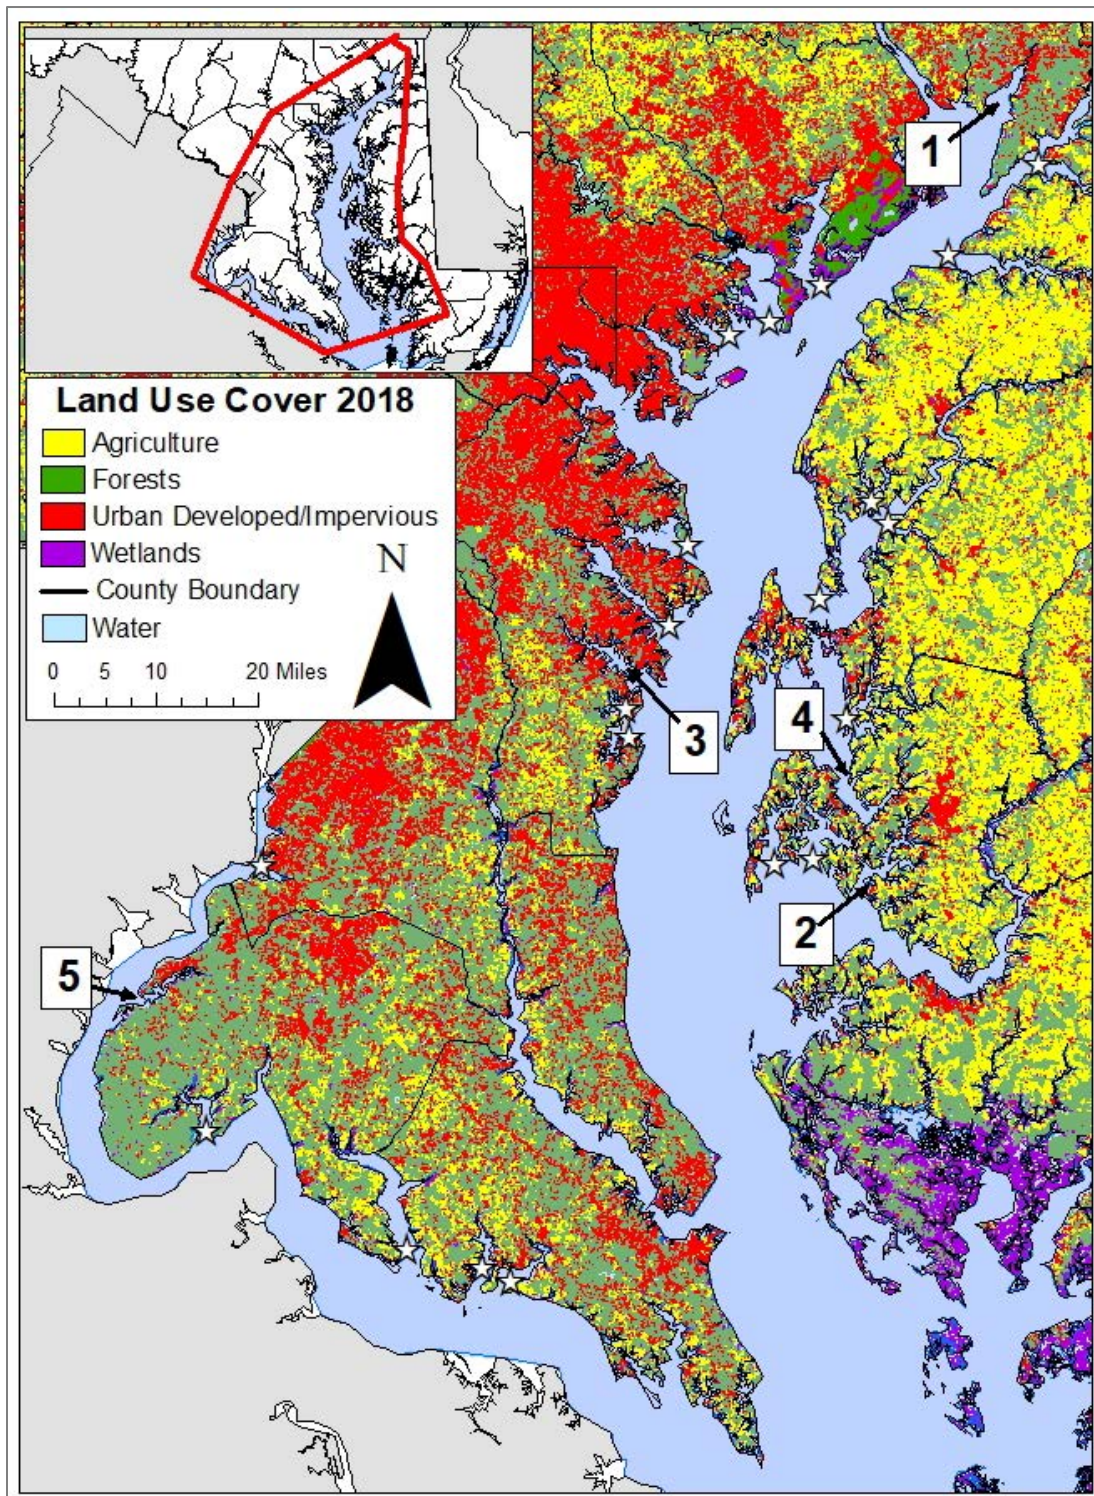 Land Use Cover 2018
Agriculture
Forests
Urban Developed/Impervious
Wetlands
N
County Boundary
Water
0 5 10 20 Miles
1
3
4
2
5